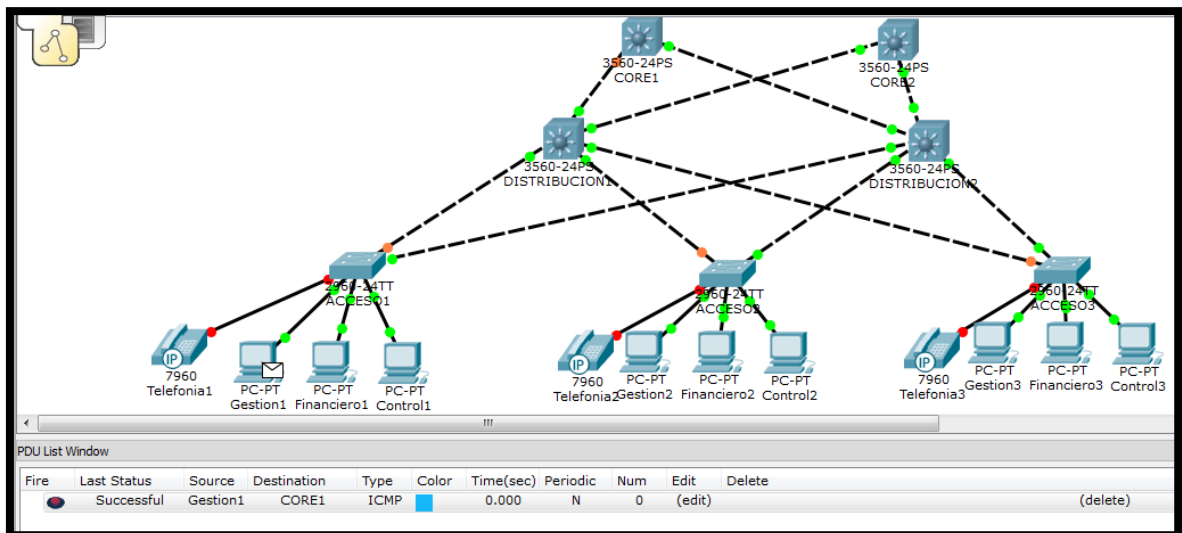 3560-24PS
CORE1
3560-24PS
CORE2
3560-24PS
DISTRIBUCION1
3560-24PS
DISTRIBUCION2
2960-24TT
ACCESO1
2960-24TT
ACCESO2
2960-24TT
ACCESO3
IP
7960
Telefonia1
PC-PT
Gestion1
PC-PT
Financiero1
PC-PT
Control1
IP
7960
Telefonia2
PC-PT
Gestion2
PC-PT
Financiero2
PC-PT
Control2
IP
7960
Telefonia3
PC-PT
Gestion3
PC-PT
Financiero3
PC-PT
Control3
PDU List Window
Fire Last Status Source Destination Type Color Time(sec) Periodic Num Edit Delete
Successful Gestion1 CORE1 ICMP 0.000 N 0 (edit) (delete)